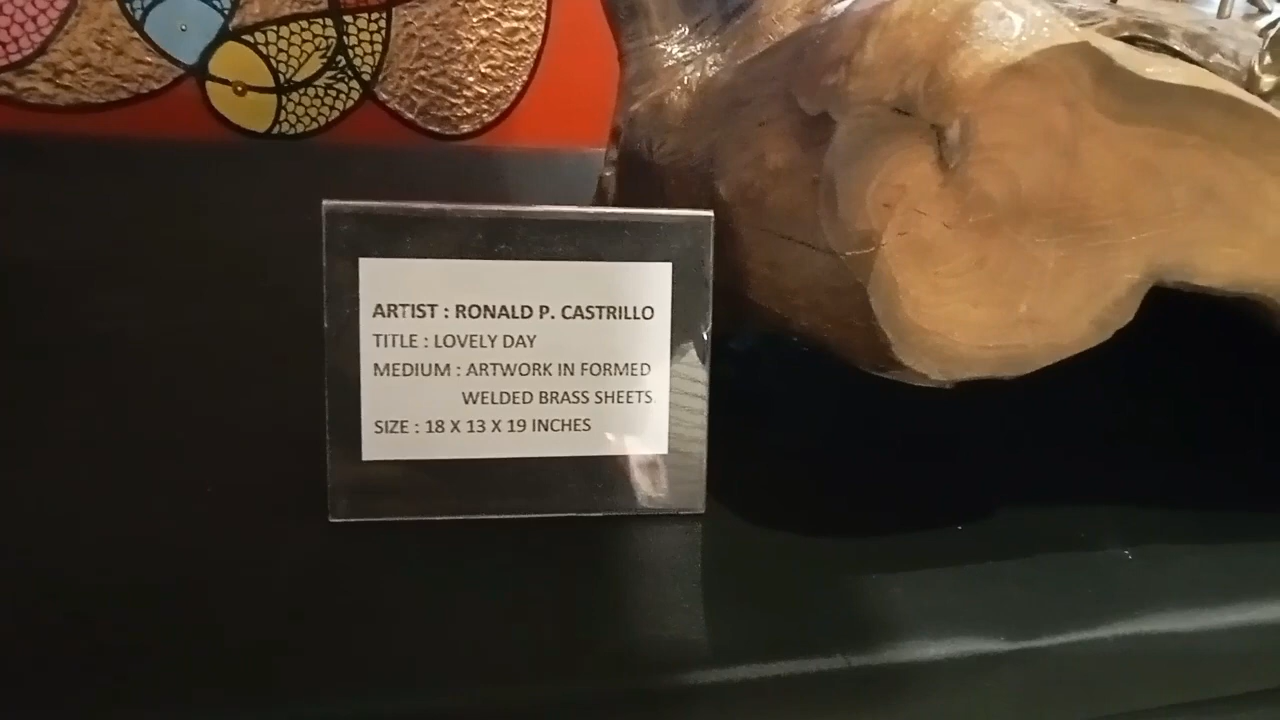 ARTIST : RONALD P. CASTRILLO
TITLE : LOVELY DAY
MEDIUM : ARTWORK IN FORMED
WELDED BRASS SHEETS
SIZE : 18 X 13 X 19 INCHES